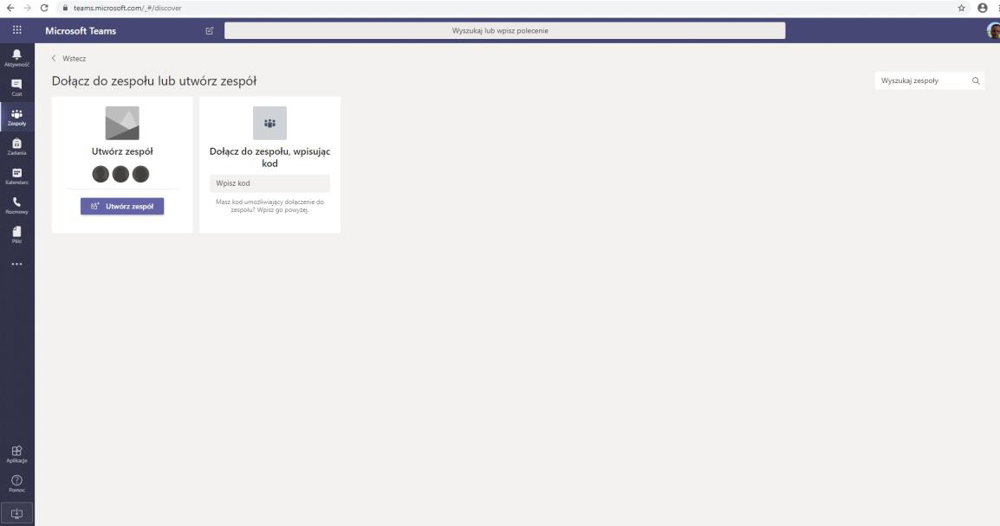 teams.microsoft.com/_#/discover
Microsoft Teams
Wyszukaj lub wpisz polecenie
Aktywność
Czat
Zespoły
Zadania
Kalendarz
Rozmowy
Pliki
Aplikacje
Pomoc
Wstecz
Dołącz do zespołu lub utwórz zespół
Wyszukaj zespoły
Utwórz zespół
Utwórz zespół
Dołącz do zespołu, wpisując
kod
Wpisz kod
Masz kod umożliwiający dołączenie do
zespołu? Wpisz go powyżej.